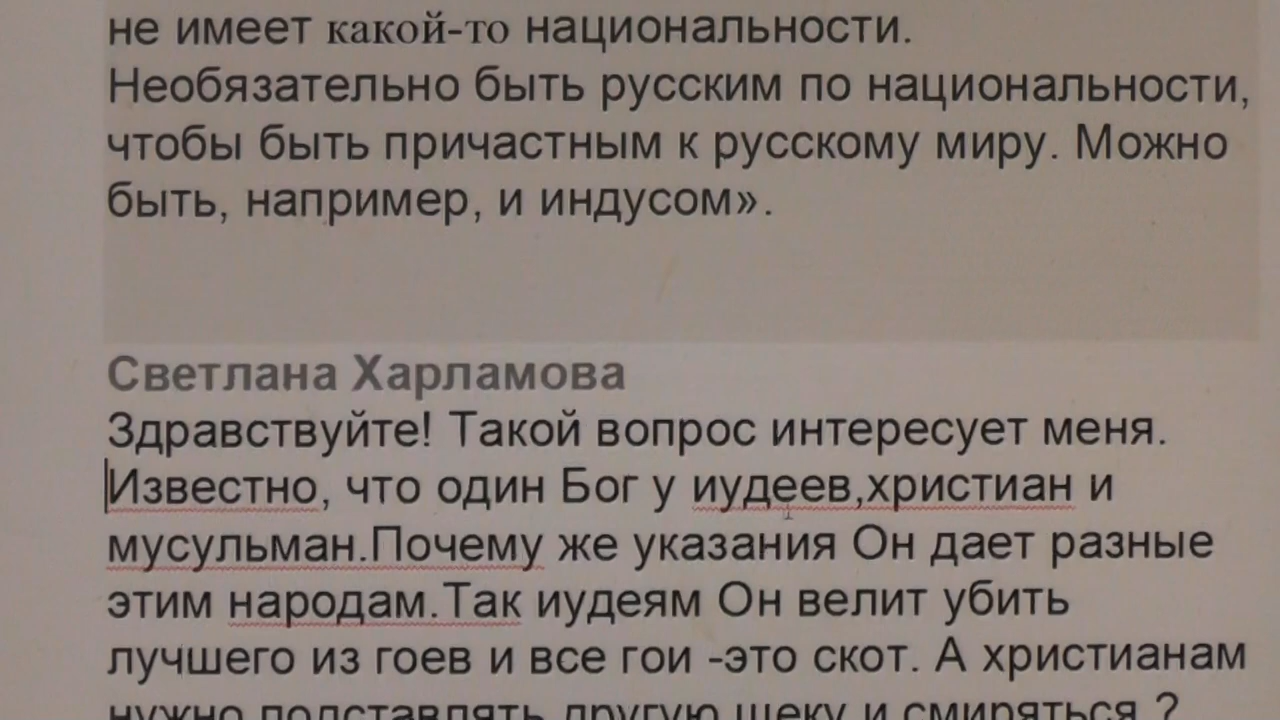 не имеет какой-то национальности.
Необязательно быть русским по национальности,
чтобы быть причастным к русскому миру. Можно
быть, например, и индусом».
Светлана Харламова
Здравствуйте! Такой вопрос интересует меня.
Известно, что один Бог у иудеев,христиан и
мусульман.Почему же указания Он дает разные
этим народам.Так иудеям Он велит убить
лучшего из гоев и все гои -это скот. А христианам
нужно подставлять другую щеку и смиряться ?